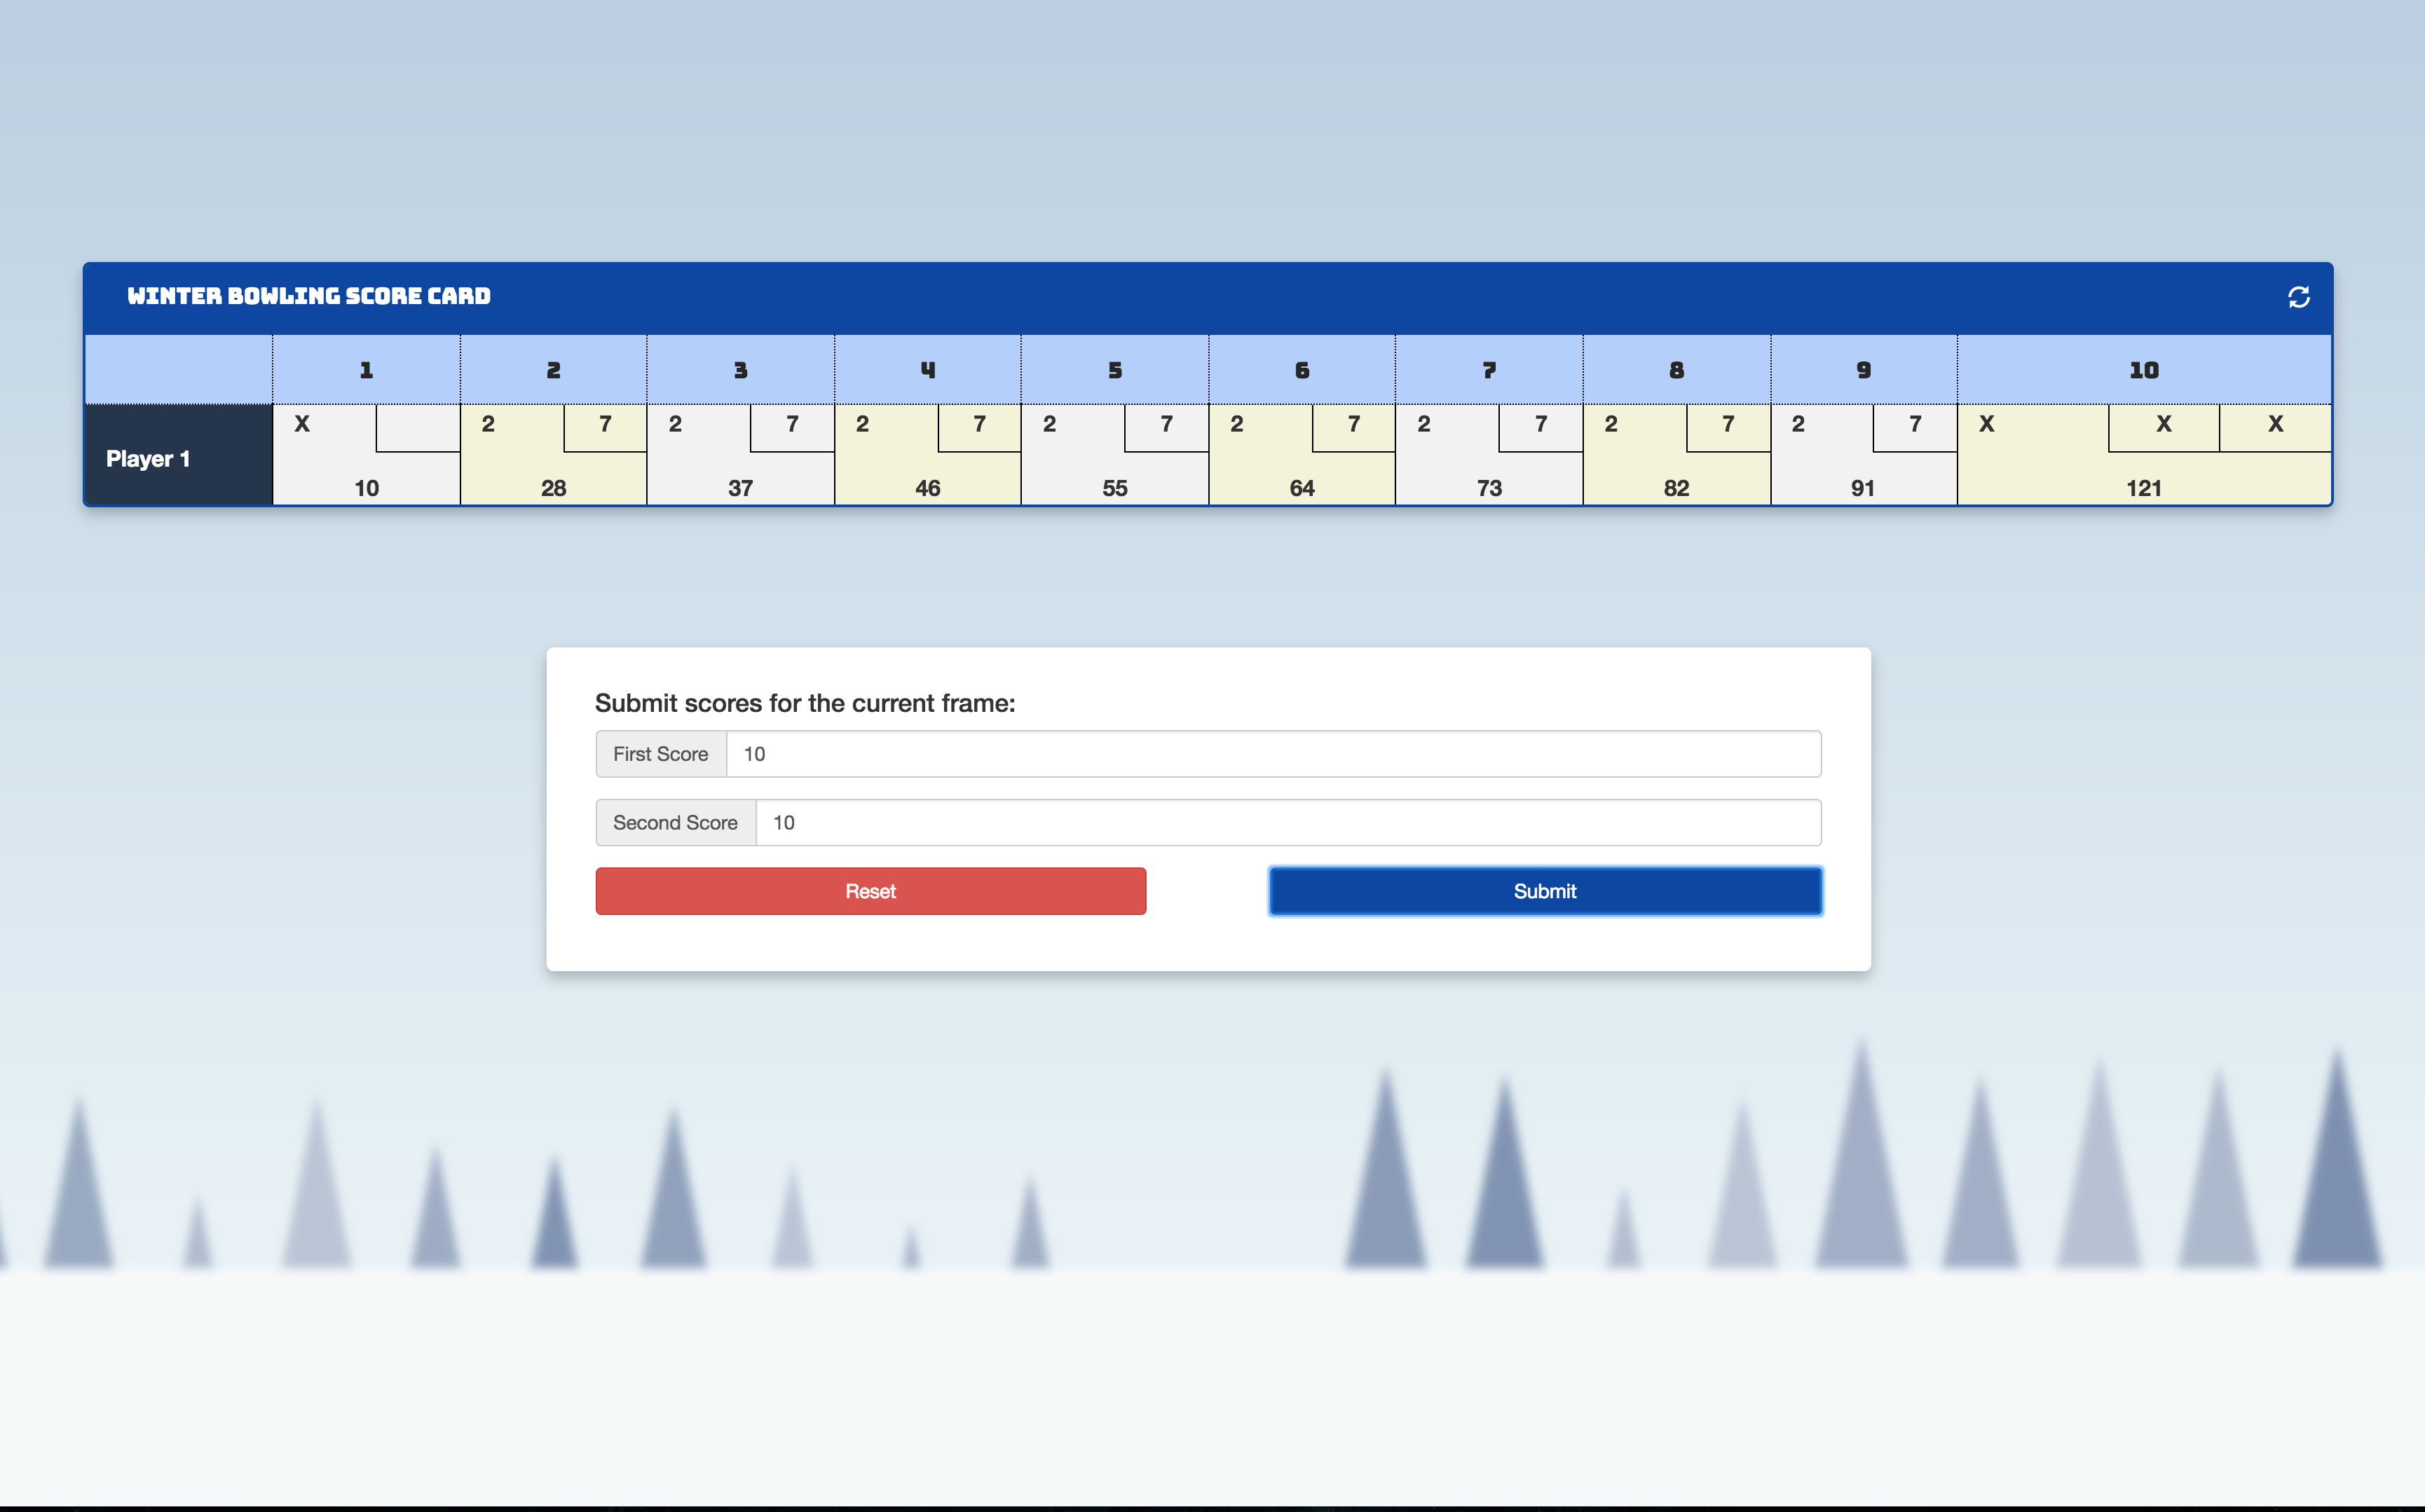 WINTER BOWLING SCORE CARD
1 2 3 4 5 6 7 8 9 10
X 2 7 2 7 2 7 2 7 2 7 2 7 2 7 2 7 X X X
Player 1
10 28 37 46 55 64 73 82 91 121
Submit scores for the current frame:
First Score 10
Second Score 10
Reset Submit